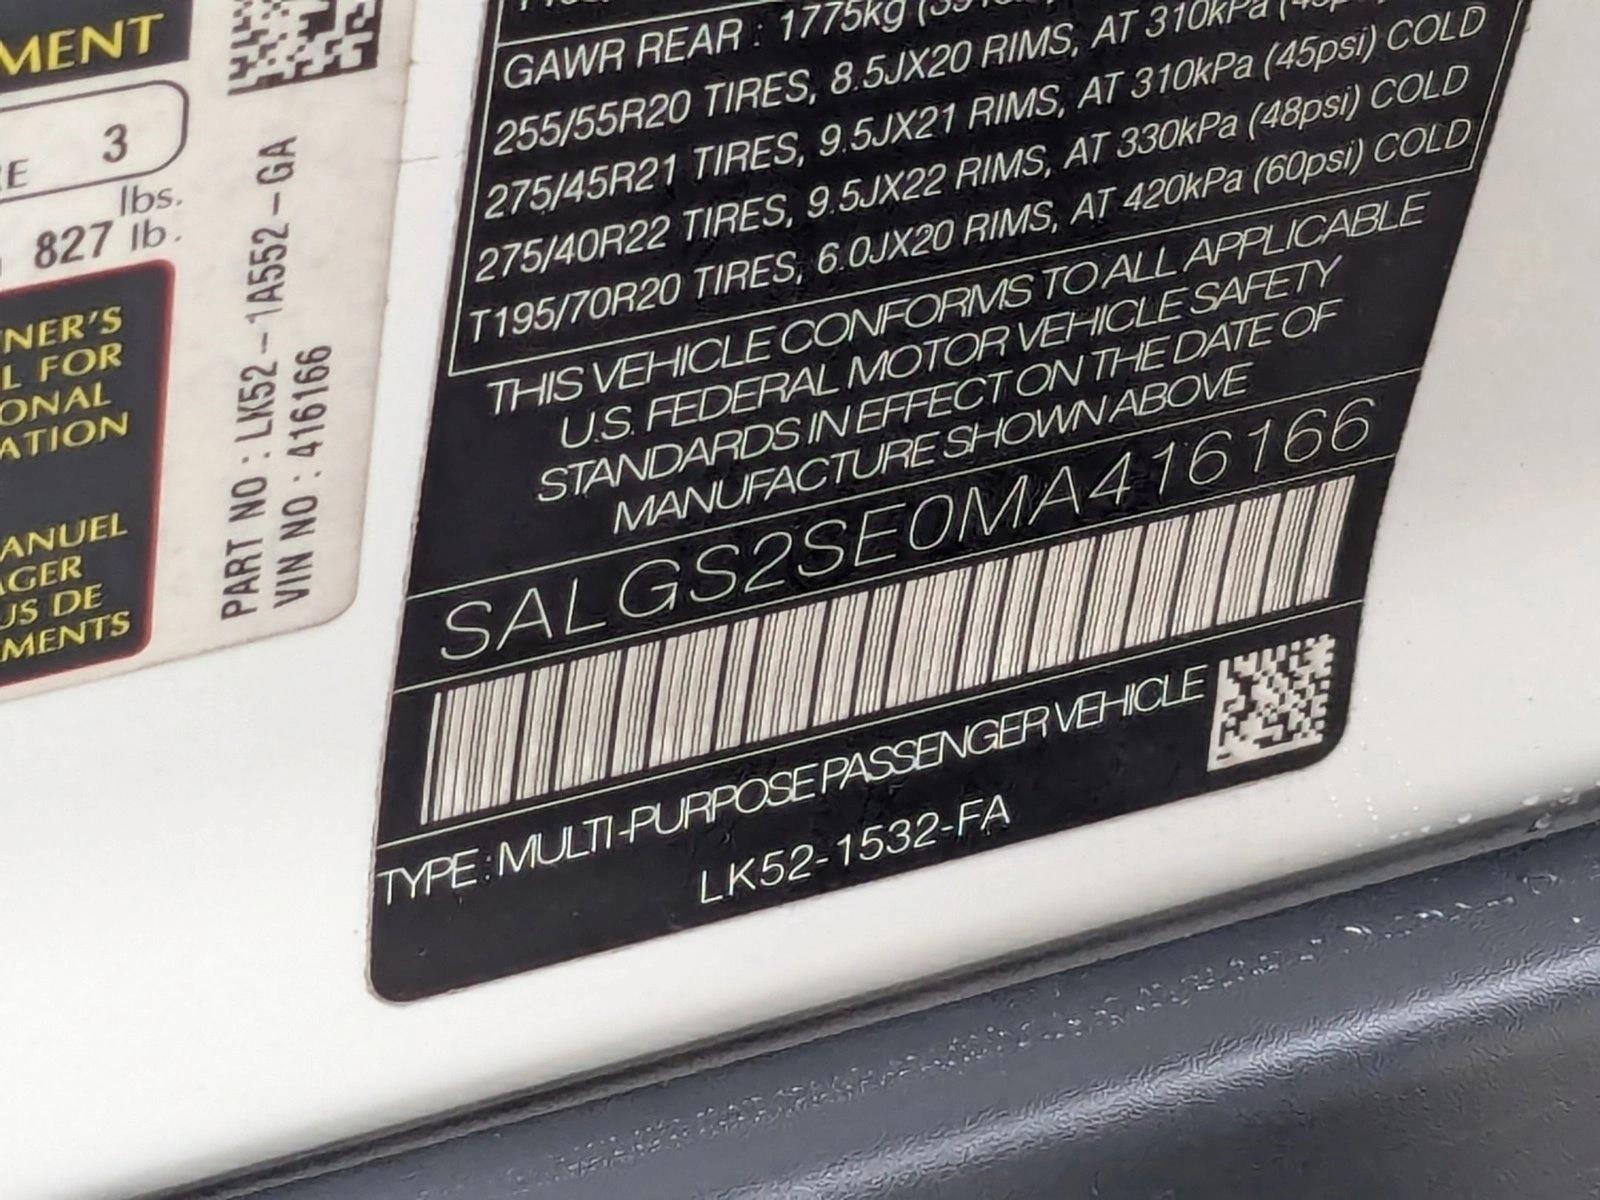 MENT
RE 3
lbs.
827 lb.
NER'S
L FOR
ONAL
ATION
ANUEL
AGER
US DE
MENTS
PART NO : LK52-1A552-GA
VIN NO : 416166
GAWR REAR : 1775kg
255/55R20 TIRES, 8.5JX20 RIMS, AT 310kPa
275/45R21 TIRES, 9.5JX21 RIMS, AT 310kPa (45psi) COLD
275/40R22 TIRES, 9.5JX22 RIMS, AT 330kPa (48psi) COLD
T195/70R20 TIRES, 6.0JX20 RIMS, AT 420kPa (60psi) COLD
THIS VEHICLE CONFORMS TO ALL APPLICABLE
U.S. FEDERAL MOTOR VEHICLE SAFETY
STANDARDS IN EFFECT ON THE DATE OF
MANUFACTURE SHOWN ABOVE
SALGS2SE0MA416166
TYPE : MULTI-PURPOSE PASSENGER VEHICLE
LK52-1532-FA